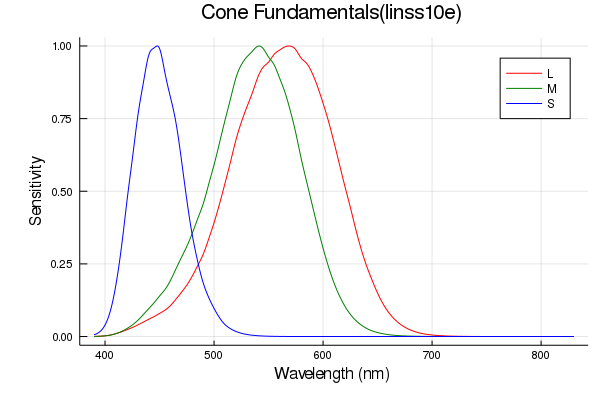 Cone Fundamentals(linss10e)
1.00
0.75
0.50
0.25
0.00
Sensitivity
L
M
S
400
500
600
700
800
Wavelength (nm)